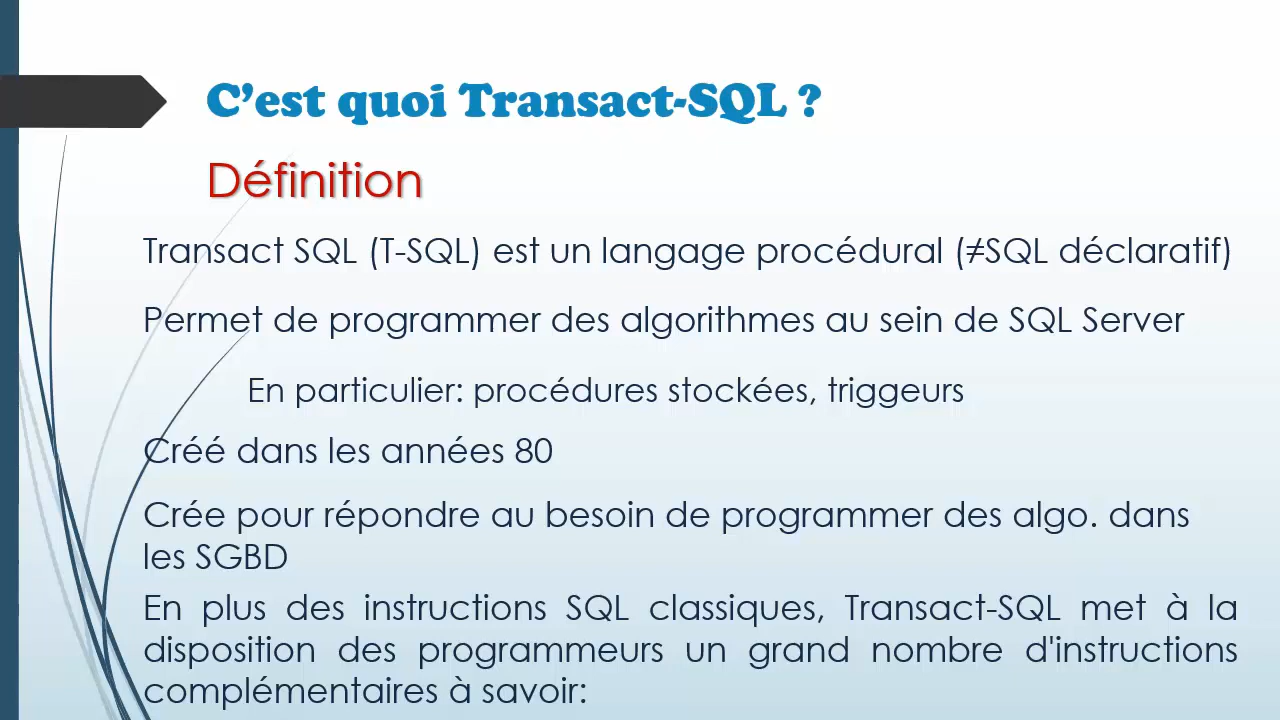 C’est quoi Transact-SQL ?
Définition
Transact SQL (T-SQL) est un langage procédural (≠SQL déclaratif)
Permet de programmer des algorithmes au sein de SQL Server
En particulier: procédures stockées, triggeurs
Créé dans les années 80
Crée pour répondre au besoin de programmer des algo. dans
les SGBD
En plus des instructions SQL classiques, Transact-SQL met à la
disposition des programmeurs un grand nombre d'instructions
complémentaires à savoir: